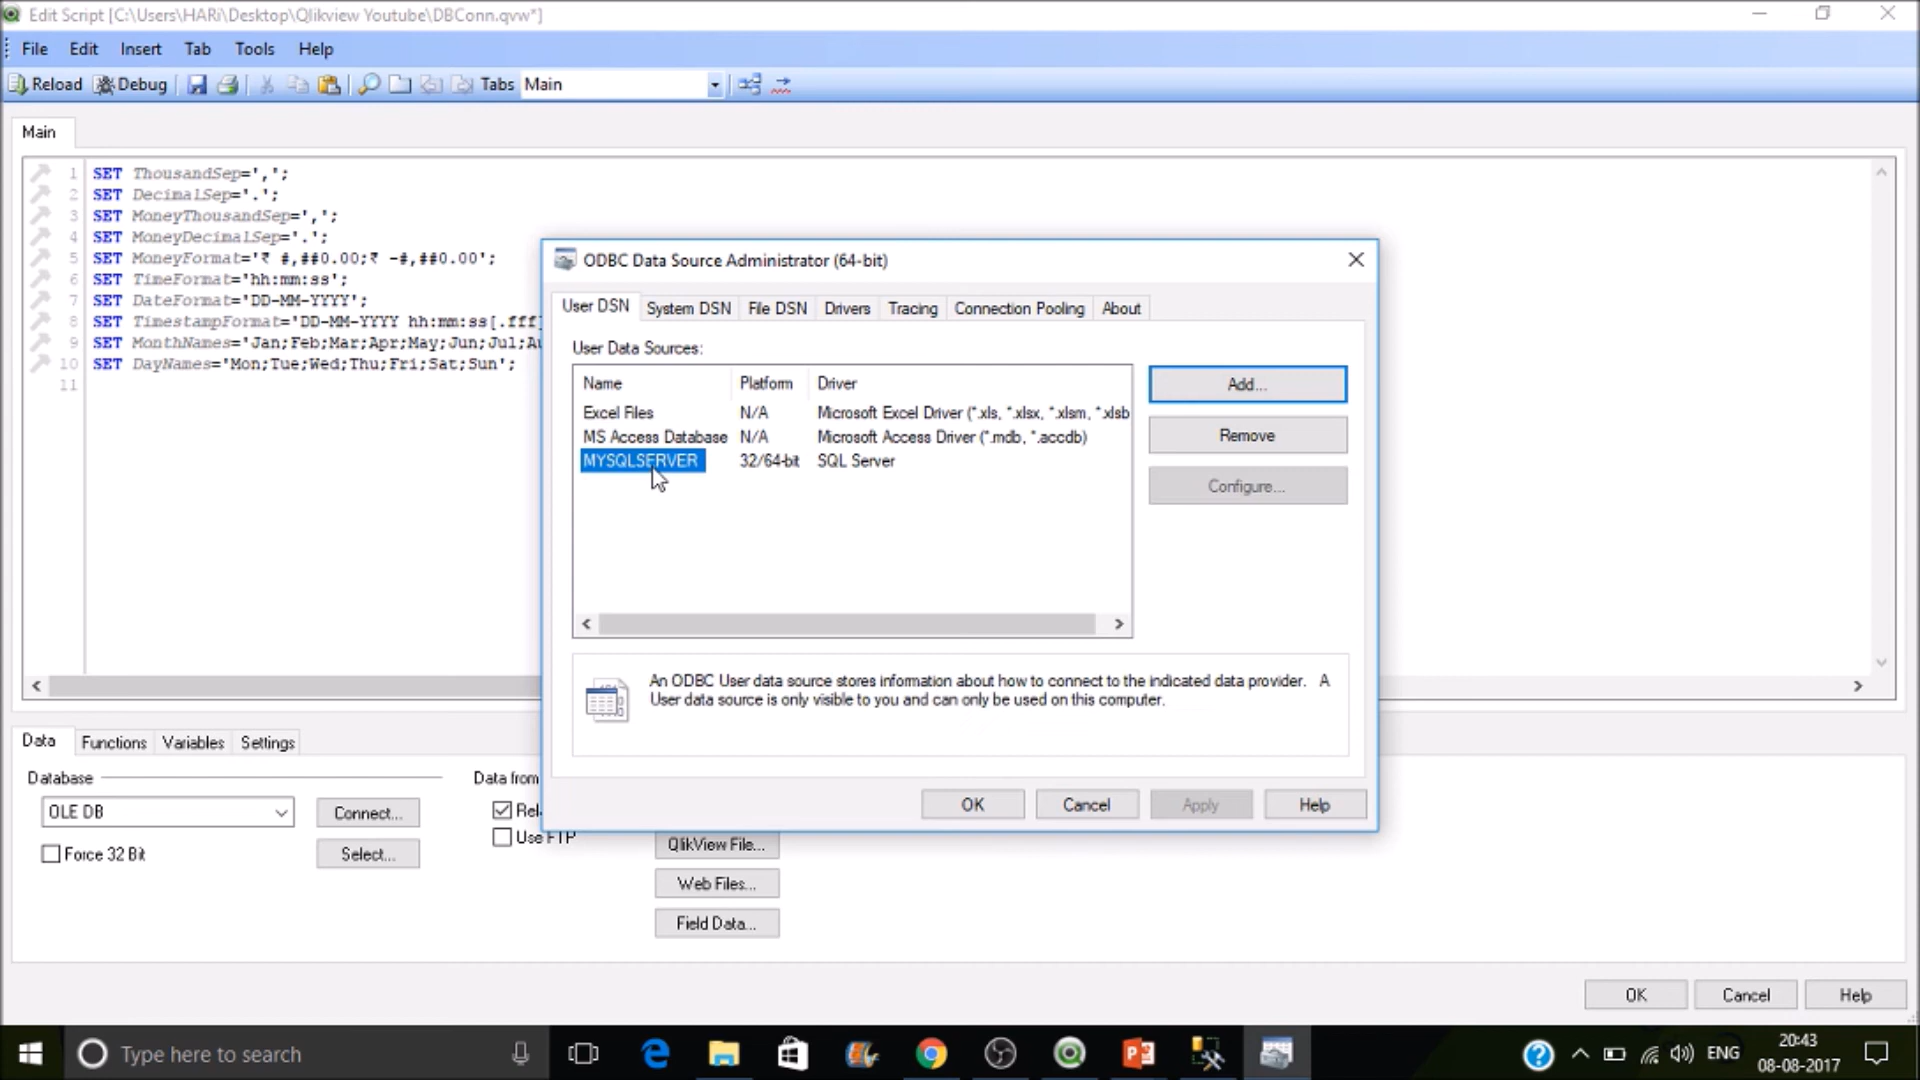 Edit Script [C:\Users\HARi\Desktop\Qlikview Youtube\DBConn.qvw*]
File Edit Insert Tab Tools Help
Reload Debug Tabs Main
Main
1 SET ThousandSep=',';
2 SET DecimalSep='.';
3 SET MoneyThousandSep=',';
4 SET MoneyDecimalSep='.';
5 SET MoneyFormat='₹ #,##0.00;₹ -#,##0.00';
6 SET TimeFormat='hh:mm:ss';
7 SET DateFormat='DD-MM-YYYY';
8 SET TimestampFormat='DD-MM-YYYY hh:mm:ss[.fff]
9 SET MonthNames='Jan;Feb;Mar;Apr;May;Jun;Jul;Au
10 SET DayNames='Mon;Tue;Wed;Thu;Fri;Sat;Sun';
11
ODBC Data Source Administrator (64-bit)
User DSN System DSN File DSN Drivers Tracing Connection Pooling About
User Data Sources:
Name Platform Driver
Excel Files N/A Microsoft Excel Driver (*.xls, *.xlsx, *.xlsm, *.xlsb
MS Access Database N/A Microsoft Access Driver (*.mdb, *.accdb)
MYSQLSERVER 32/64-bit SQL Server
Add...
Remove
Configure...
An ODBC User data source stores information about how to connect to the indicated data provider. A
User data source is only visible to you and can only be used on this computer.
OK Cancel Apply Help
Data Functions Variables Settings
Database
OLE DB
Connect...
Force 32 Bit
Select...
Data from
Rel
Use FTP
QlikView File...
Web Files...
Field Data...
OK Cancel Help
Type here to search
ENG
20:43
08-08-2017